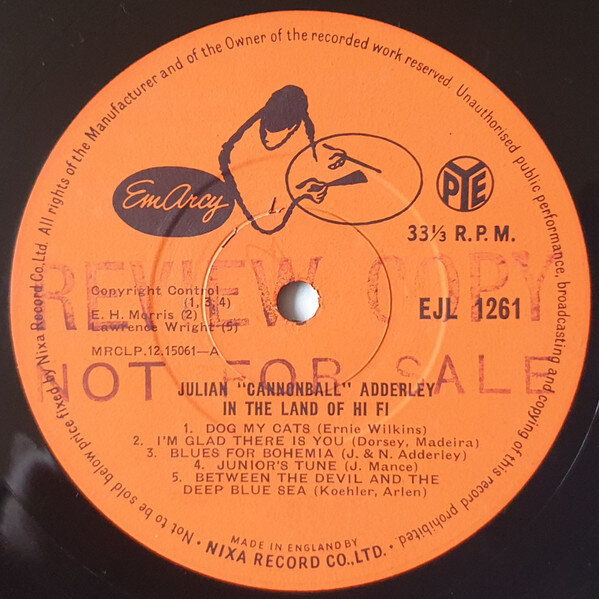 Not to be sold below price fixed by Nixa Record Co., Ltd. All rights of the Manufacturer and of the Owner of the recorded work reserved. Unauthorised public performance, broadcasting and copying of this record prohibited.
EmArcy
PYE
33⅓ R.P.M.
REVIEW COPY
NOT FOR SALE
Copyright Control
(1, 3, 4)
E. H. Morris (2)
Lawrence Wright (5)
EJL 1261
MRCLP.12.15061—A
JULIAN "CANNONBALL" ADDERLEY
IN THE LAND OF HI FI
1. DOG MY CATS (Ernie Wilkins)
2. I'M GLAD THERE IS YOU (Dorsey, Madeira)
3. BLUES FOR BOHEMIA (J. & N. Adderley)
4. JUNIOR'S TUNE (J. Mance)
5. BETWEEN THE DEVIL AND THE
DEEP BLUE SEA (Koehler, Arlen)
MADE IN ENGLAND BY
• NIXA RECORD CO., LTD. •